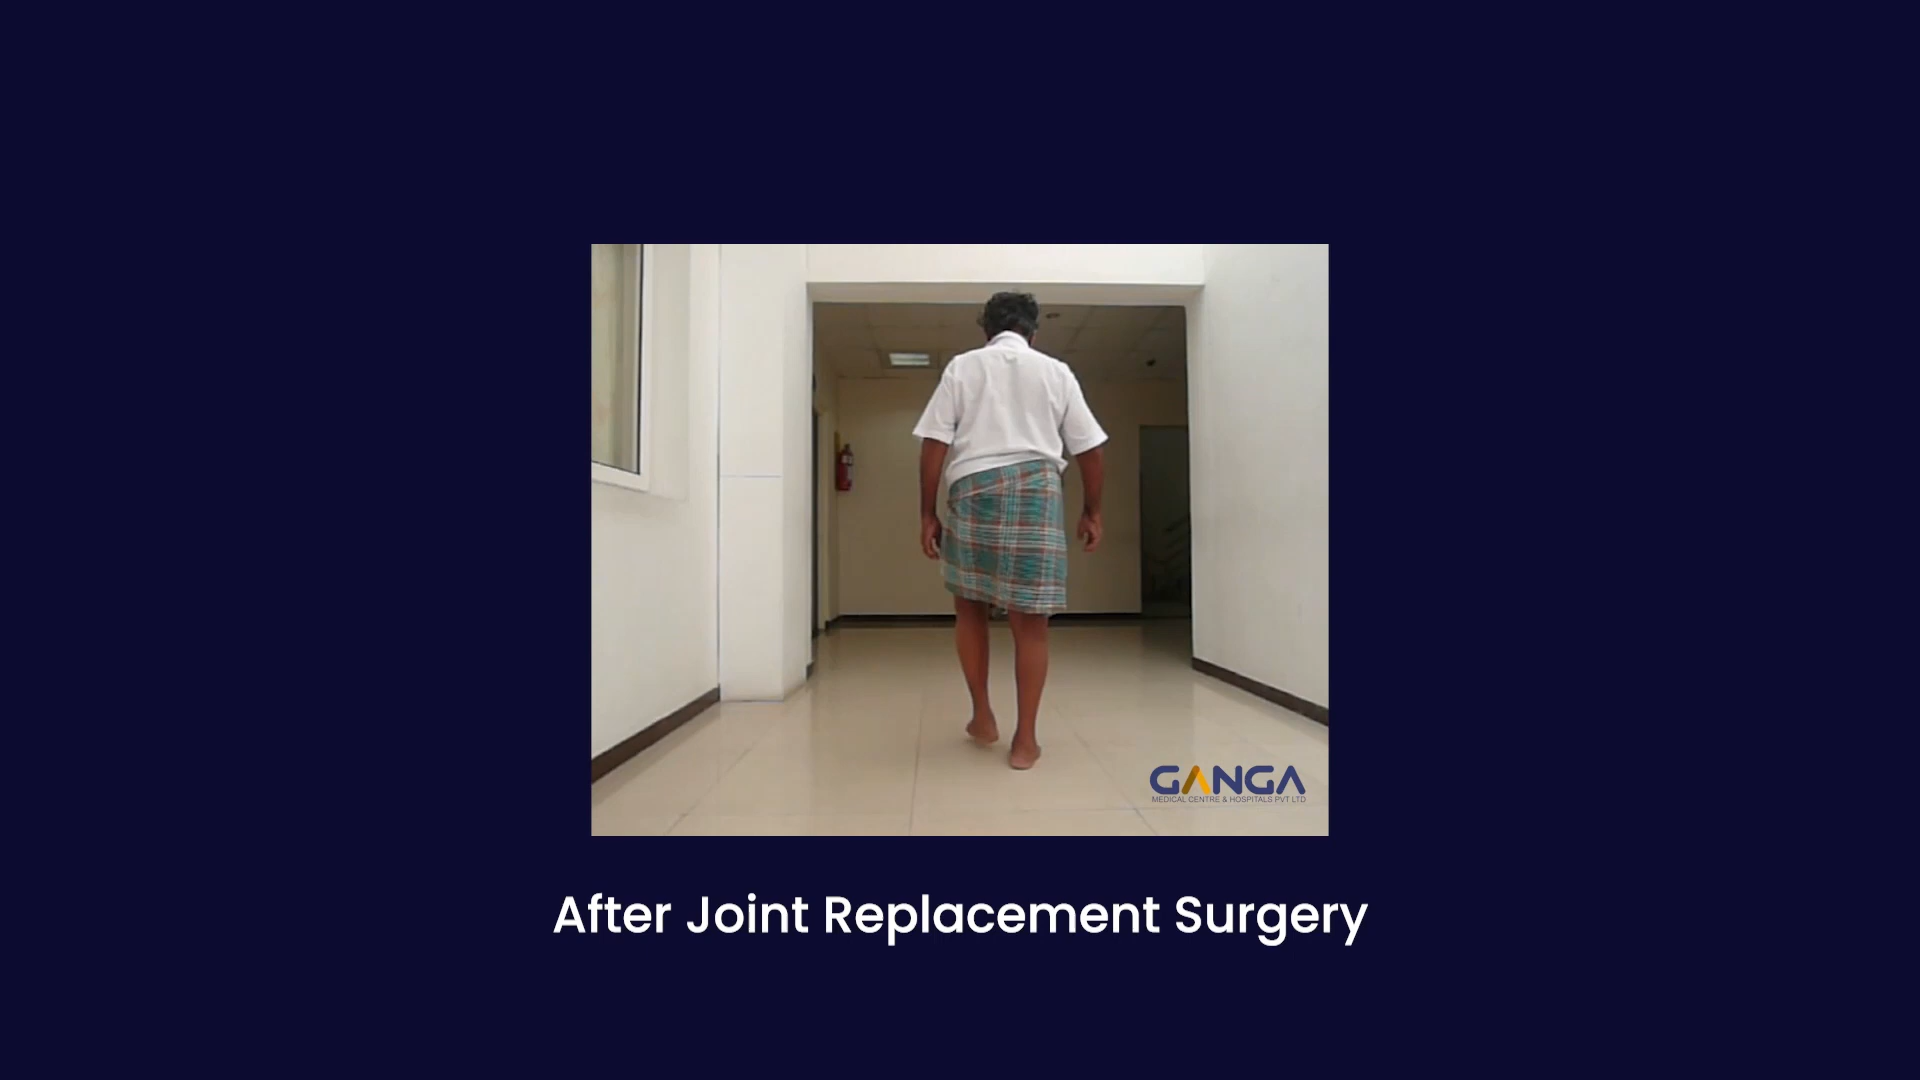 GANGA
MEDICAL CENTRE & HOSPITALS PVT LTD
After Joint Replacement Surgery